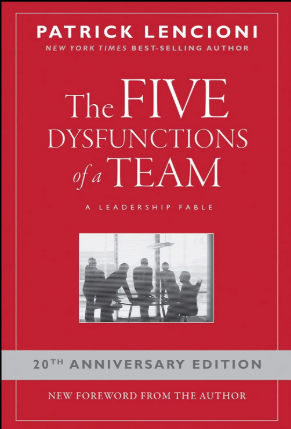 PATRICK LENCIONI
NEW YORK TIMES BEST-SELLING AUTHOR
The FIVE
DYSFUNCTIONS
of a TEAM
A LEADERSHIP FABLE
20TH ANNIVERSARY EDITION
NEW FOREWORD FROM THE AUTHOR